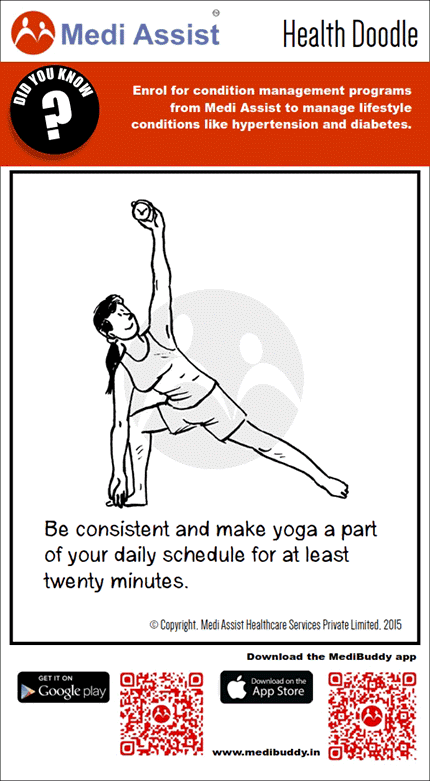 Medi Assist
Health Doodle
DID YOU KNOW
?
Enrol for condition management programs
from Medi Assist to manage lifestyle
conditions like hypertension and diabetes.
Be consistent and make yoga a part
of your daily schedule for at least
twenty minutes.
© Copyright, Medi Assist Healthcare Services Private Limited, 2015
Download the MediBuddy app
GET IT ON
Google play
Download on the
App Store
www.medibuddy.in